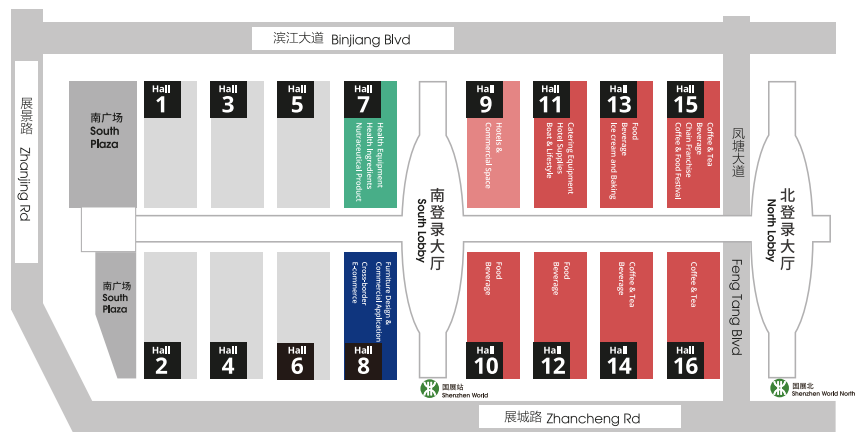 滨江大道 Binjiang Blvd
展景路 Zhanjing Rd
南广场
South
Plaza
Hall
1
Hall
3
Hall
5
Hall
7
Health Equipment
Health Ingredients
Nutraceutical Product
南登录大厅
South Lobby
Hall
9
Hotels &
Commercial Space
Hall
11
Catering Equipment
Hotel Supplies
Boat & Lifestyle
Hall
13
Food
Beverage
Ice cream and Baking
Hall
15
Coffee & Tea
Beverage
Chain Franchise
Coffee & Food Festival
凤塘大道
Feng Tang Blvd
北登录大厅
North Lobby
南广场
South
Plaza
Hall
2
Hall
4
Hall
6
Furniture Design &
Commercial Application
Cross-border
E-commerce
Hall
8
Food
Beverage
Hall
10
Food
Beverage
Hall
12
Coffee & Tea
Beverage
Hall
14
Coffee & Tea
Hall
16
国展站
Shenzhen World
国展北
Shenzhen World North
展城路 Zhancheng Rd